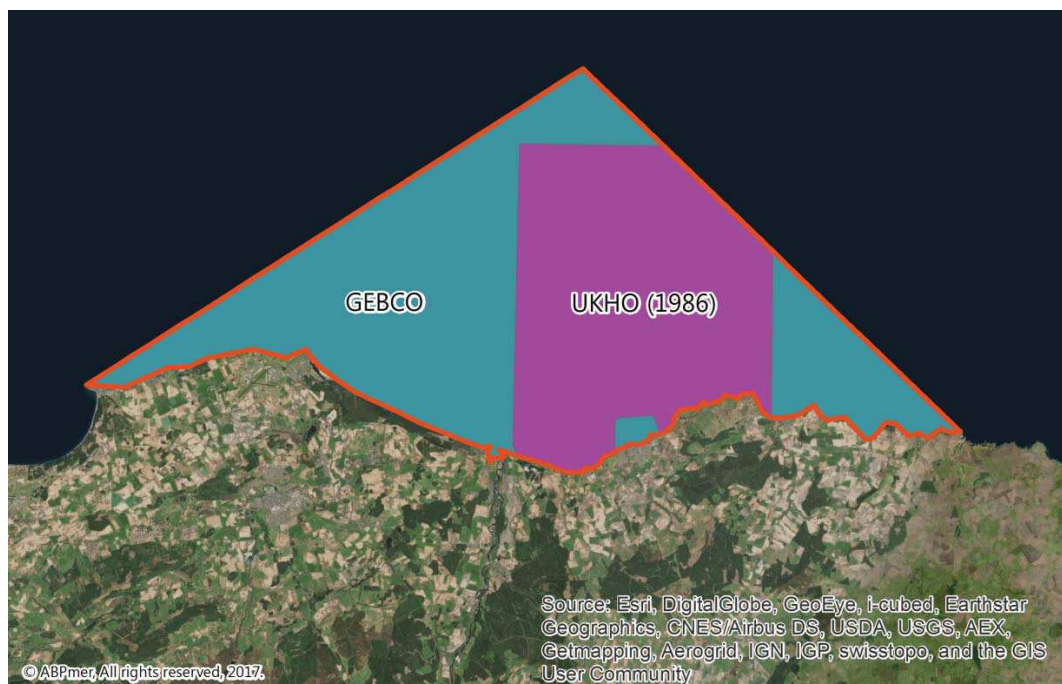 GEBCO
UKHO (1986)
Source: Esri, DigitalGlobe, GeoEye, i-cubed, Earthstar
Geographics, CNES/Airbus DS, USDA, USGS, AEX,
Getmapping, Aerogrid, IGN, IGP, swisstopo, and the GIS
User Community
© ABPmer, All rights reserved, 2017.